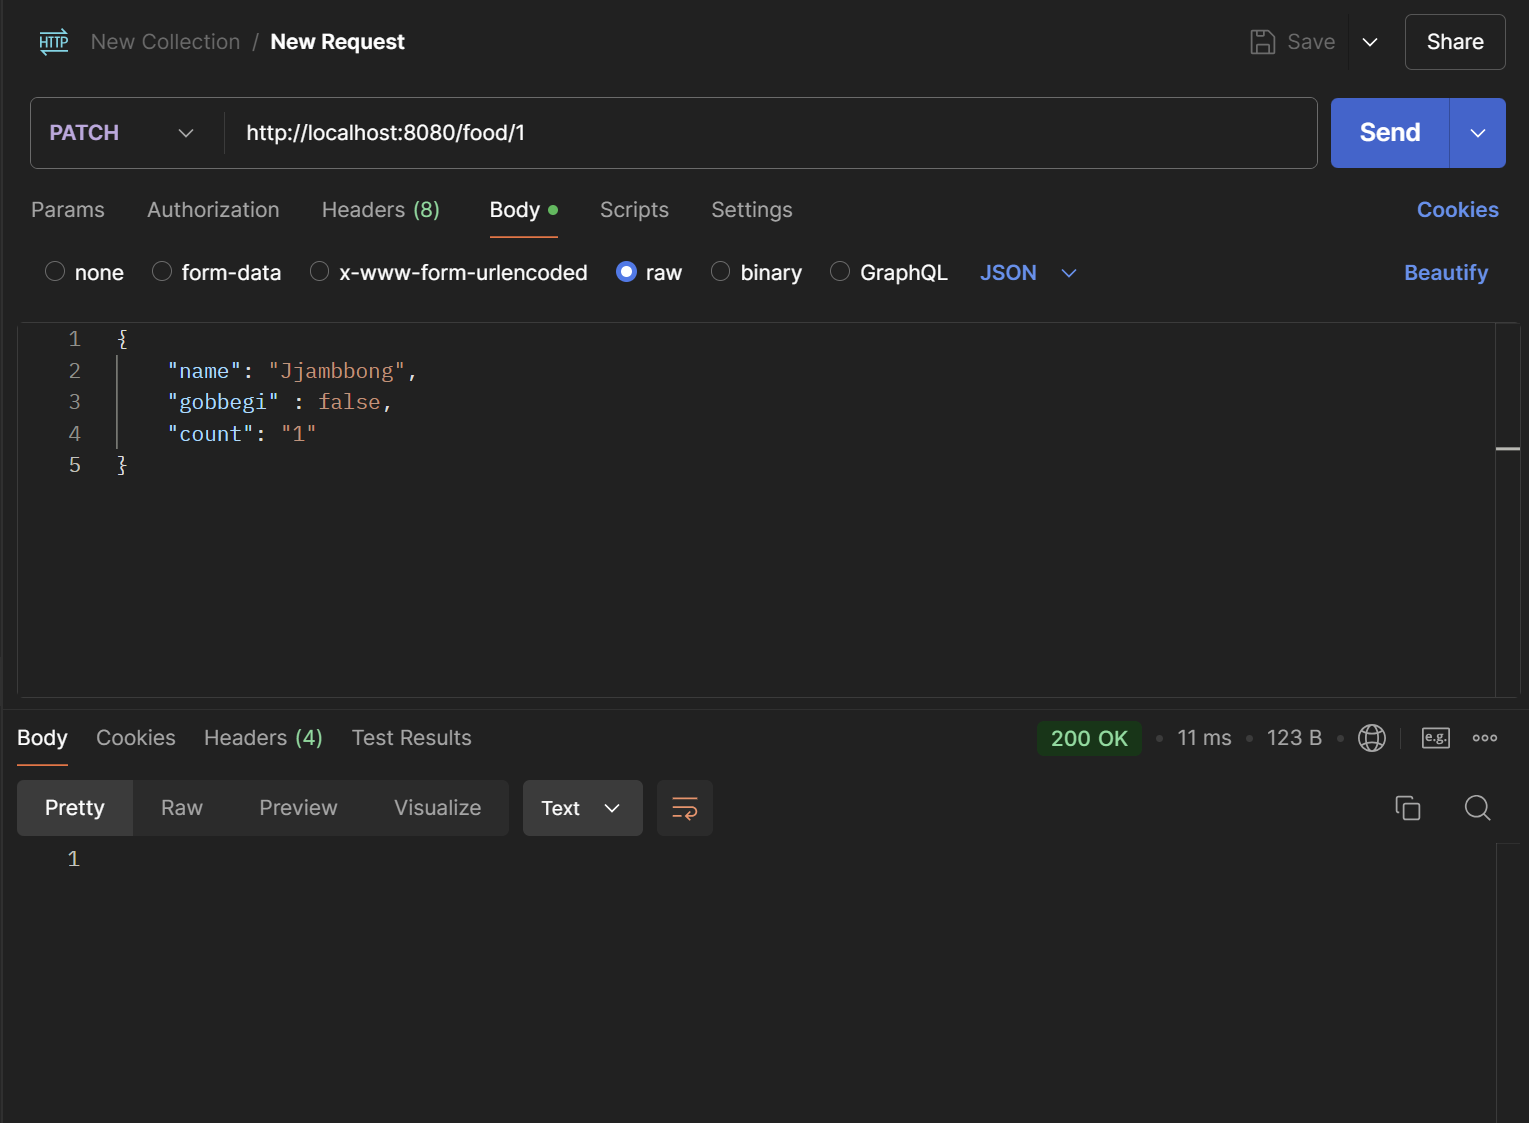 HTTP New Collection / New Request Save Share
PATCH http://localhost:8080/food/1 Send
Params Authorization Headers (8) Body Scripts Settings Cookies
none form-data x-www-form-urlencoded raw binary GraphQL JSON Beautify
1 {
2 "name": "Jjambbong",
3 "gobbegi" : false,
4 "count": "1"
5 }
Body Cookies Headers (4) Test Results 200 OK • 11 ms • 123 B • e.g. ooo
Pretty Raw Preview Visualize Text
1